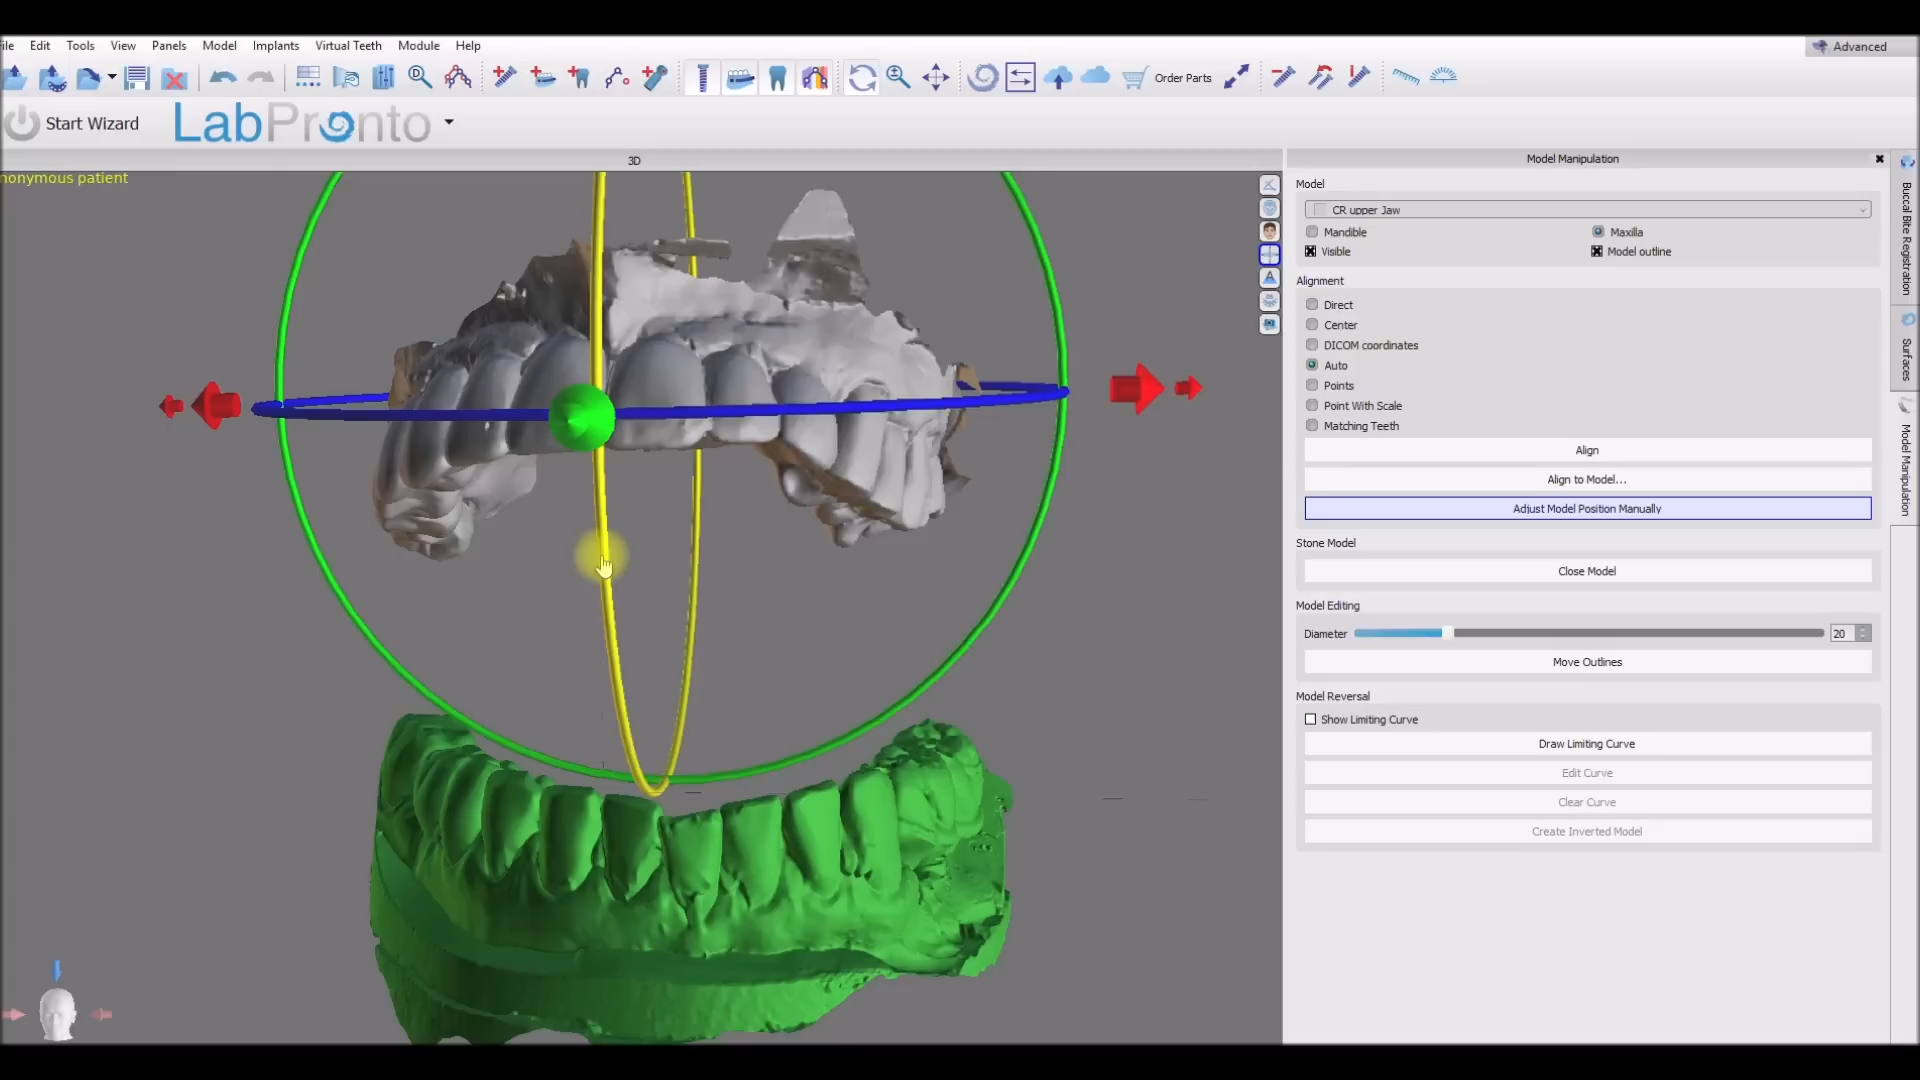 ile Edit Tools View Panels Model Implants Virtual Teeth Module Help
Advanced
Order Parts
Start Wizard LabPronto
3D
nonymous patient
Model Manipulation
Model
CR upper Jaw
Mandible Maxilla
Visible Model outline
Alignment
Direct
Center
DICOM coordinates
Auto
Points
Point With Scale
Matching Teeth
Align
Align to Model...
Adjust Model Position Manually
Stone Model
Close Model
Model Editing
Diameter 20
Move Outlines
Model Reversal
Show Limiting Curve
Draw Limiting Curve
Edit Curve
Clear Curve
Create Inverted Model
Buccal Bite Registration
Surfaces
Model Manipulation